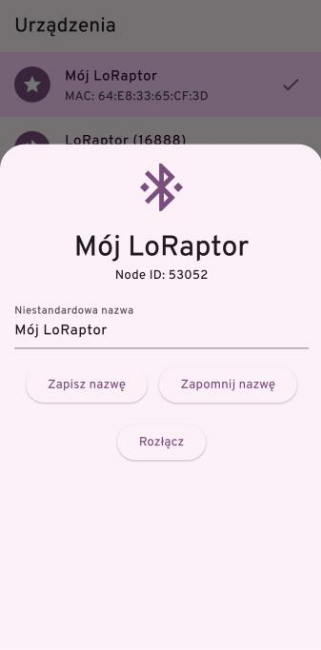 Urządzenia
Mój LoRaptor
MAC: 64:E8:33:65:CF:3D
LoRaptor (16888)
Mój LoRaptor
Node ID: 53052
Niestandardowa nazwa
Mój LoRaptor
Zapisz nazwę
Zapomnij nazwę
Rozłącz